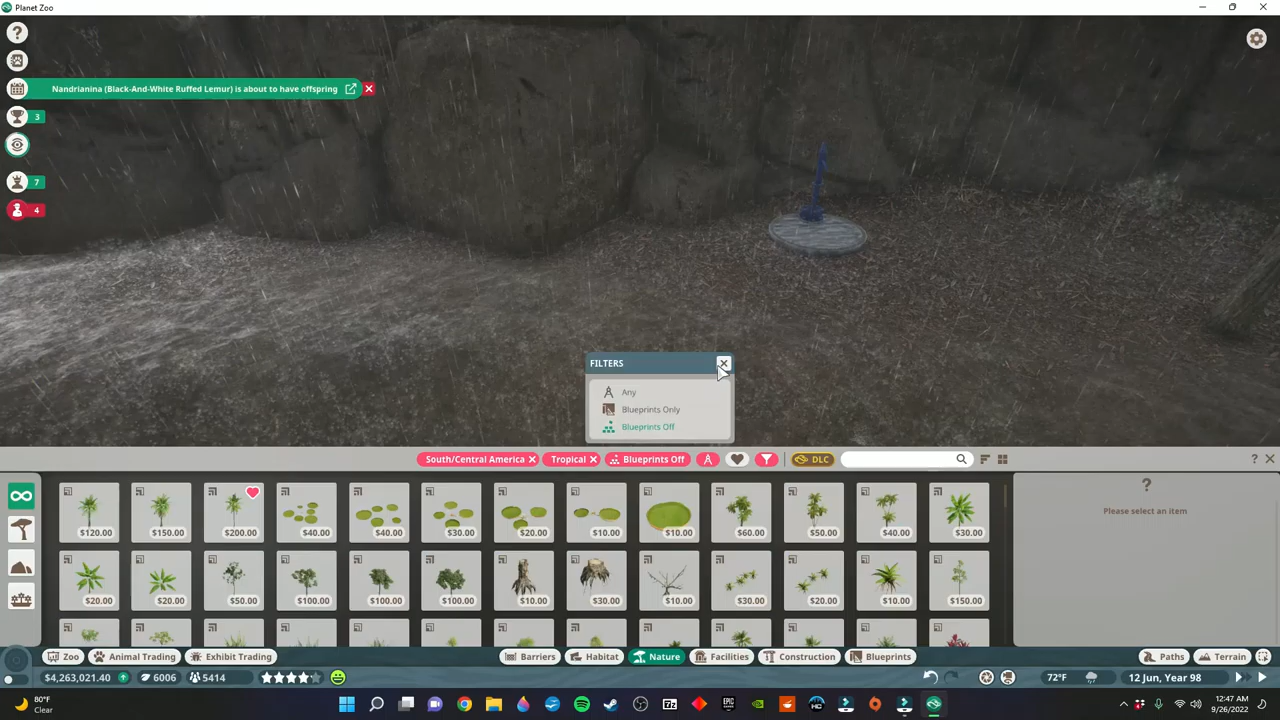 Planet Zoo
Nandrianina (Black-And-White Ruffed Lemur) is about to have offspring
3
7
4
FILTERS
Any
Blueprints Only
Blueprints Off
South/Central America Tropical Blueprints Off DLC
$120.00 $150.00 $200.00 $40.00 $40.00 $30.00 $20.00 $10.00 $10.00 $60.00 $50.00 $40.00 $30.00
Please select an item
$20.00 $20.00 $50.00 $100.00 $100.00 $100.00 $10.00 $30.00 $10.00 $30.00 $20.00 $10.00 $150.00
Zoo Animal Trading Exhibit Trading Barriers Habitat Nature Facilities Construction Blueprints Paths Terrain
$4,263,021.40 6006 5414 72°F 12 Jun, Year 98
80°F
Clear
12:47 AM
9/26/2022